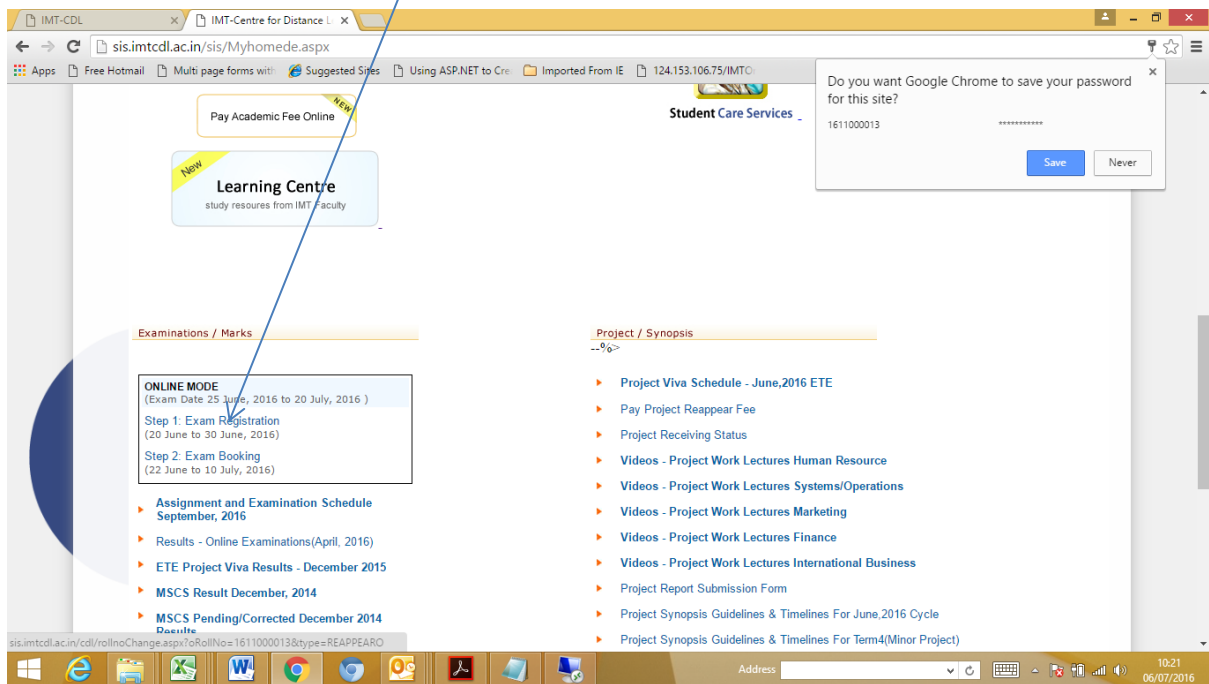 IMT-CDL
IMT-Centre for Distance L
sis.imtcdl.ac.in/sis/Myhomede.aspx
Apps
Free Hotmail
Multi page forms with
Suggested Sites
Using ASP.NET to Cre
Imported From IE
124.153.106.75/IMTO
Do you want Google Chrome to save your password
for this site?
1611000013 ***********
Save Never
NEW
Pay Academic Fee Online
Student Care Services
New
Learning Centre
study resoures from IMT Faculty
Examinations / Marks
ONLINE MODE
(Exam Date 25 June, 2016 to 20 July, 2016 )
Step 1: Exam Registration
(20 June to 30 June, 2016)
Step 2: Exam Booking
(22 June to 10 July, 2016)
Assignment and Examination Schedule
September, 2016
Results - Online Examinations(April, 2016)
ETE Project Viva Results - December 2015
MSCS Result December, 2014
MSCS Pending/Corrected December 2014
Results
Project / Synopsis
--%>
Project Viva Schedule - June,2016 ETE
Pay Project Reappear Fee
Project Receiving Status
Videos - Project Work Lectures Human Resource
Videos - Project Work Lectures Systems/Operations
Videos - Project Work Lectures Marketing
Videos - Project Work Lectures Finance
Videos - Project Work Lectures International Business
Project Report Submission Form
Project Synopsis Guidelines & Timelines For June,2016 Cycle
Project Synopsis Guidelines & Timelines For Term4(Minor Project)
sis.imtcdl.ac.in/cdl/rollnoChange.aspx?oRollNo=1611000013&type=REAPPEARO
Address
10:21
06/07/2016